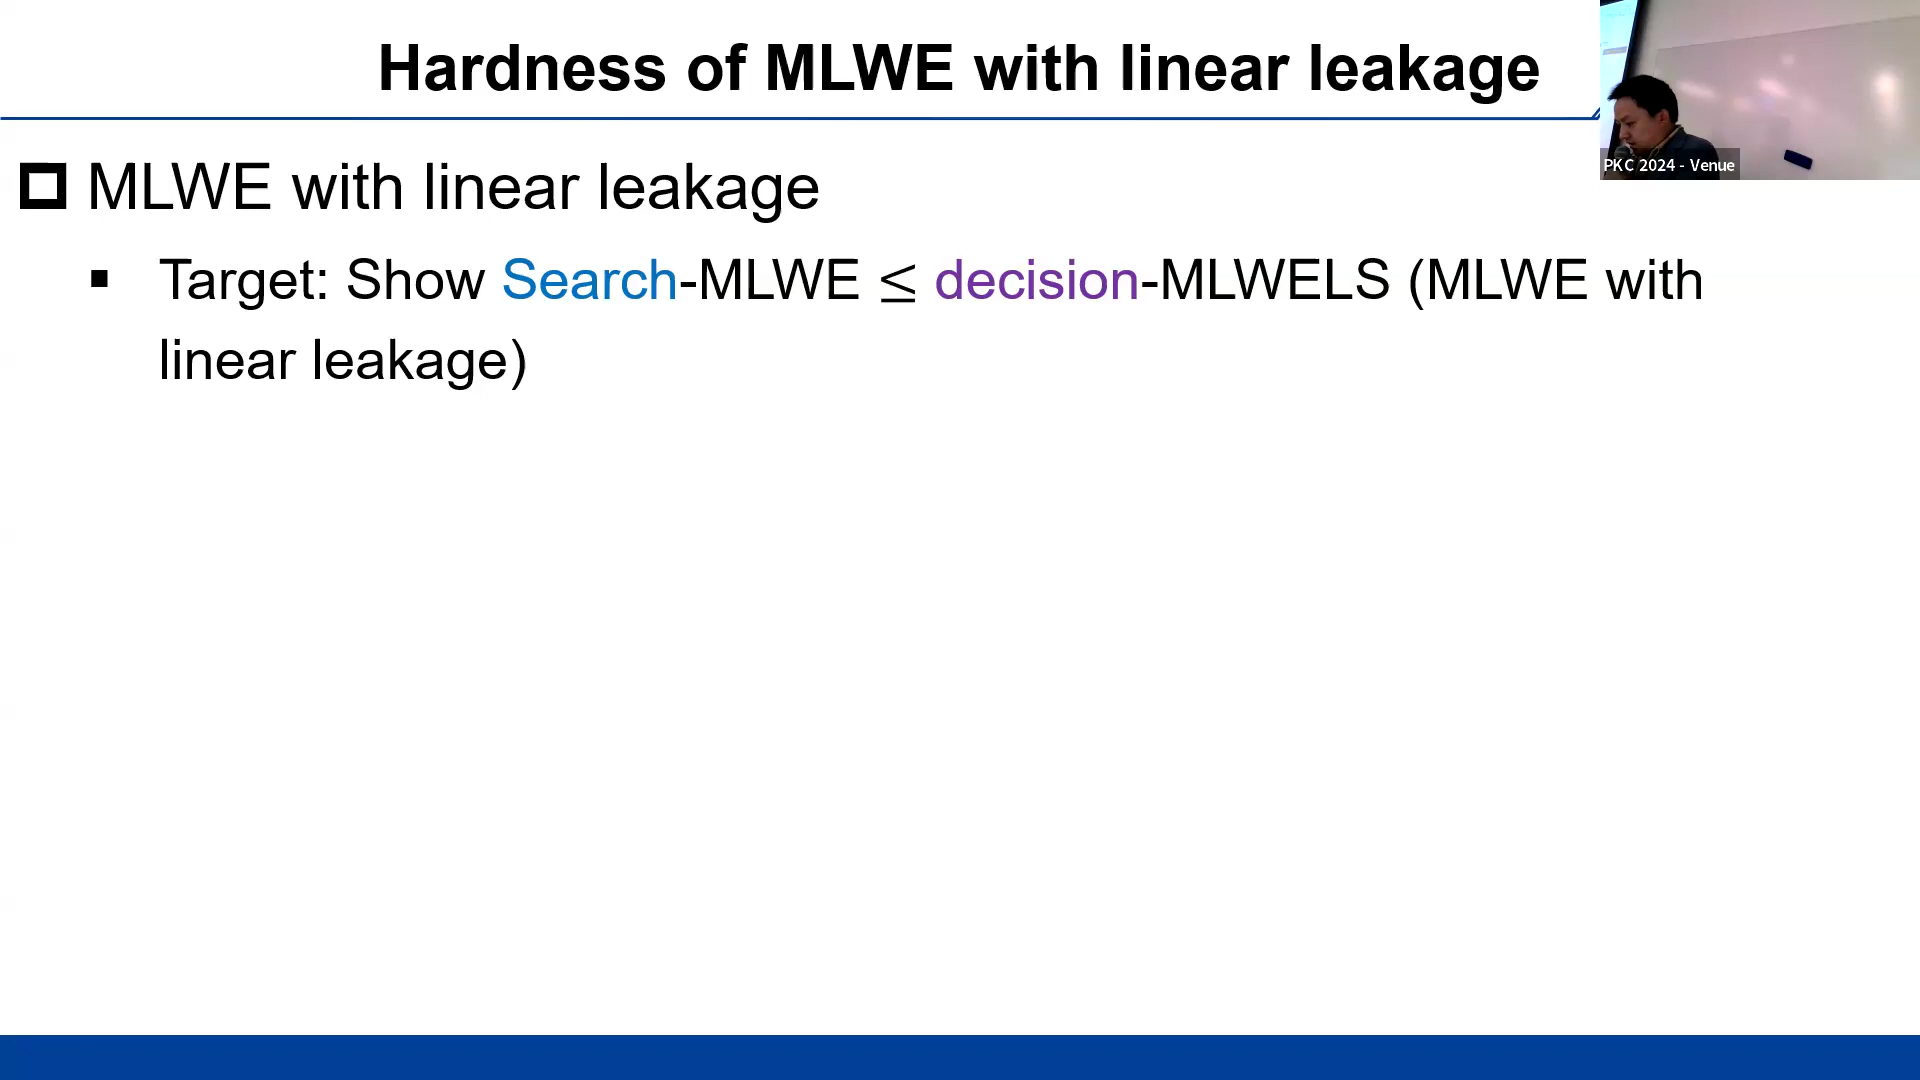 Hardness of MLWE with linear leakage
PKC 2024 - Venue
MLWE with linear leakage
▪ Target: Show Search-MLWE ≤ decision-MLWELS (MLWE with
linear leakage)